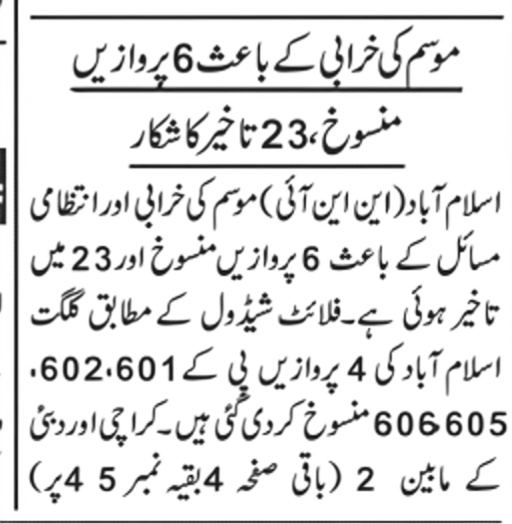 موسم کی خرابی کے باعث 6 پروازیں
منسوخ، 23 تاخیر کا شکار
اسلام آباد (این این آئی) موسم کی خرابی اور انتظامی
مسائل کے باعث 6 پروازیں منسوخ اور 23 میں
تاخیر ہوئی ہے۔ فلائٹ شیڈول کے مطابق گلگت
اسلام آباد کی 4 پروازیں پی کے 601، 602،
605، 606 منسوخ کر دی گئی ہیں۔ کراچی اور دبئی
کے مابین 2 (باقی صفحہ 4 بقیہ نمبر 5 4 پر)